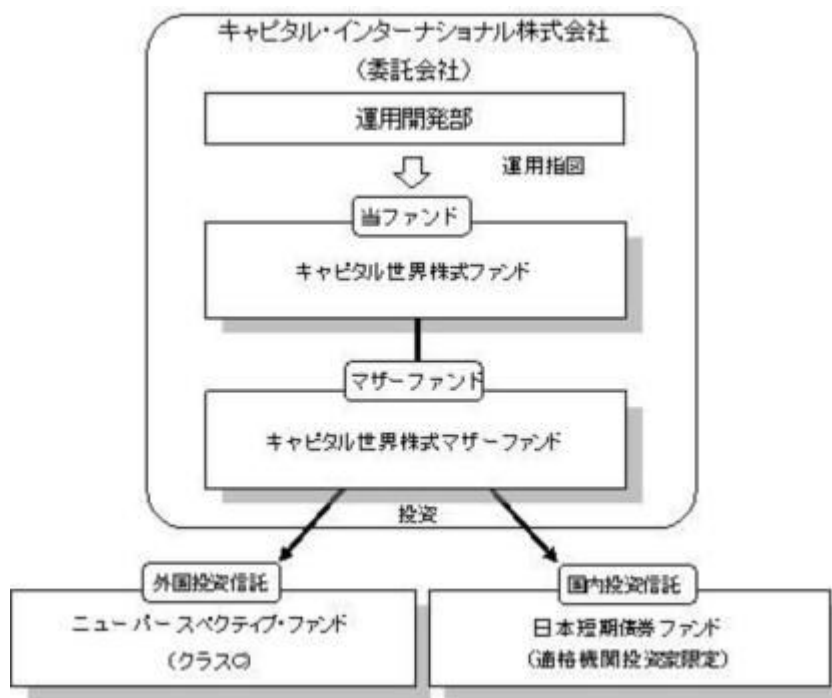 キャピタル・インターナショナル株式会社
(委託会社)
運用開発部
運用指図
当ファンド
キャピタル世界株式ファンド
マザーファンド
キャピタル世界株式マザーファンド
投資
外国投資信託
国内投資信託
ニューパースペクティブ・ファンド
(クラスC)
日本短期債券ファンド
(適格機関投資家限定)